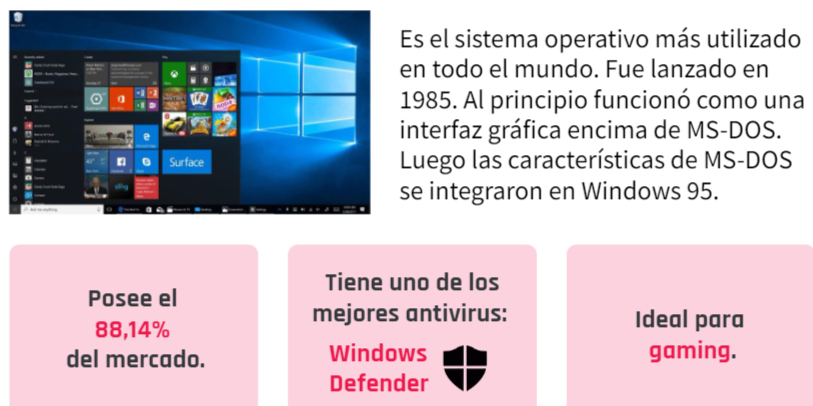 Es el sistema operativo más utilizado
en todo el mundo. Fue lanzado en
1985. Al principio funcionó como una
interfaz gráfica encima de MS-DOS.
Luego las características de MS-DOS
se integraron en Windows 95.
Surface
Posee el
88,14%
del mercado.
Tiene uno de los
mejores antivirus:
Windows
Defender
Ideal para
gaming.